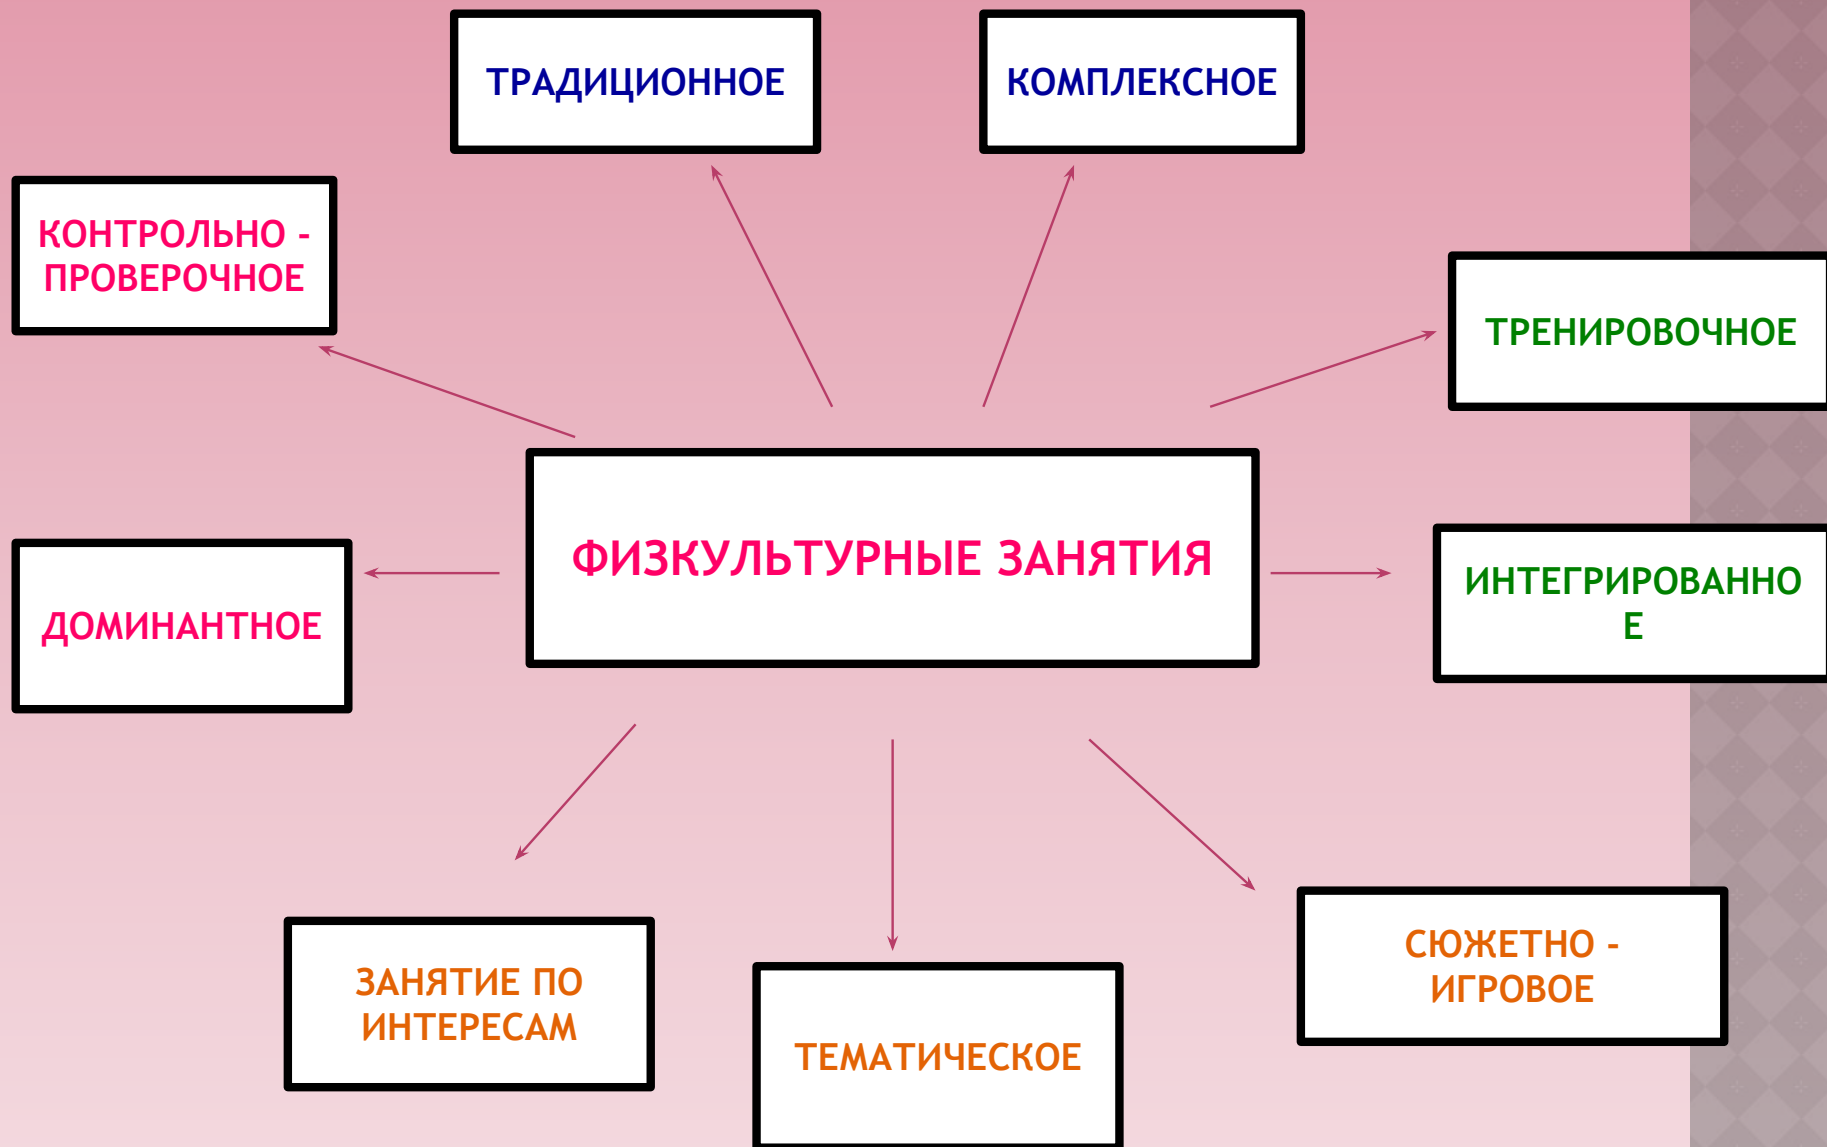 ТРАДИЦИОННОЕ
КОМПЛЕКСНОЕ
КОНТРОЛЬНО -
ПРОВЕРОЧНОЕ
ТРЕНИРОВОЧНОЕ
ФИЗКУЛЬТУРНЫЕ ЗАНЯТИЯ
ДОМИНАНТНОЕ
ИНТЕГРИРОВАННО
Е
ЗАНЯТИЕ ПО
ИНТЕРЕСАМ
ТЕМАТИЧЕСКОЕ
СЮЖЕТНО -
ИГРОВОЕ